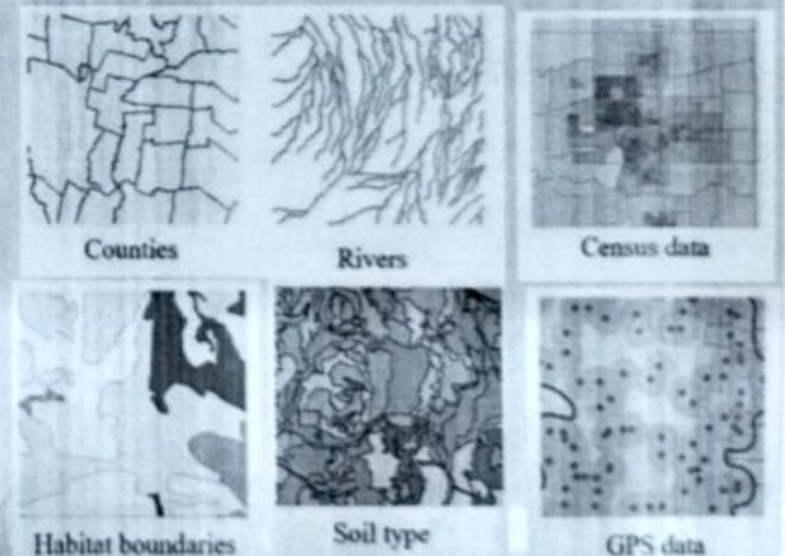 Counties
Rivers
Census data
Habitat boundaries
Soil type
GPS data